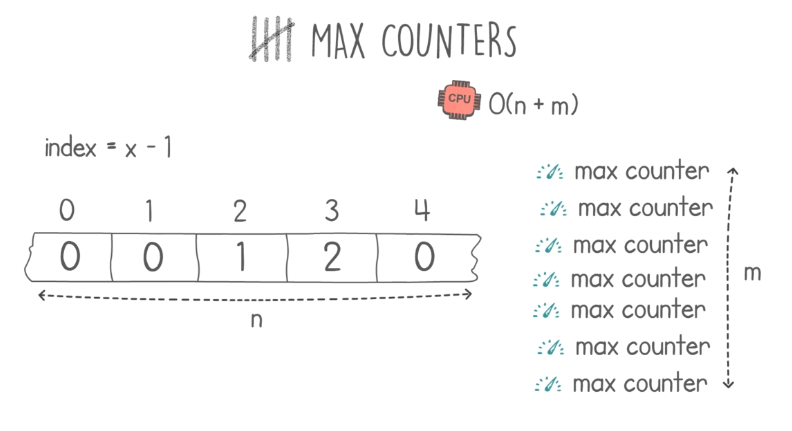 MAX COUNTERS
CPU O(n + m)
index = x - 1
0 1 2 3 4
0 0 1 2 0
n
max counter
max counter
max counter
max counter
max counter
max counter
max counter
m